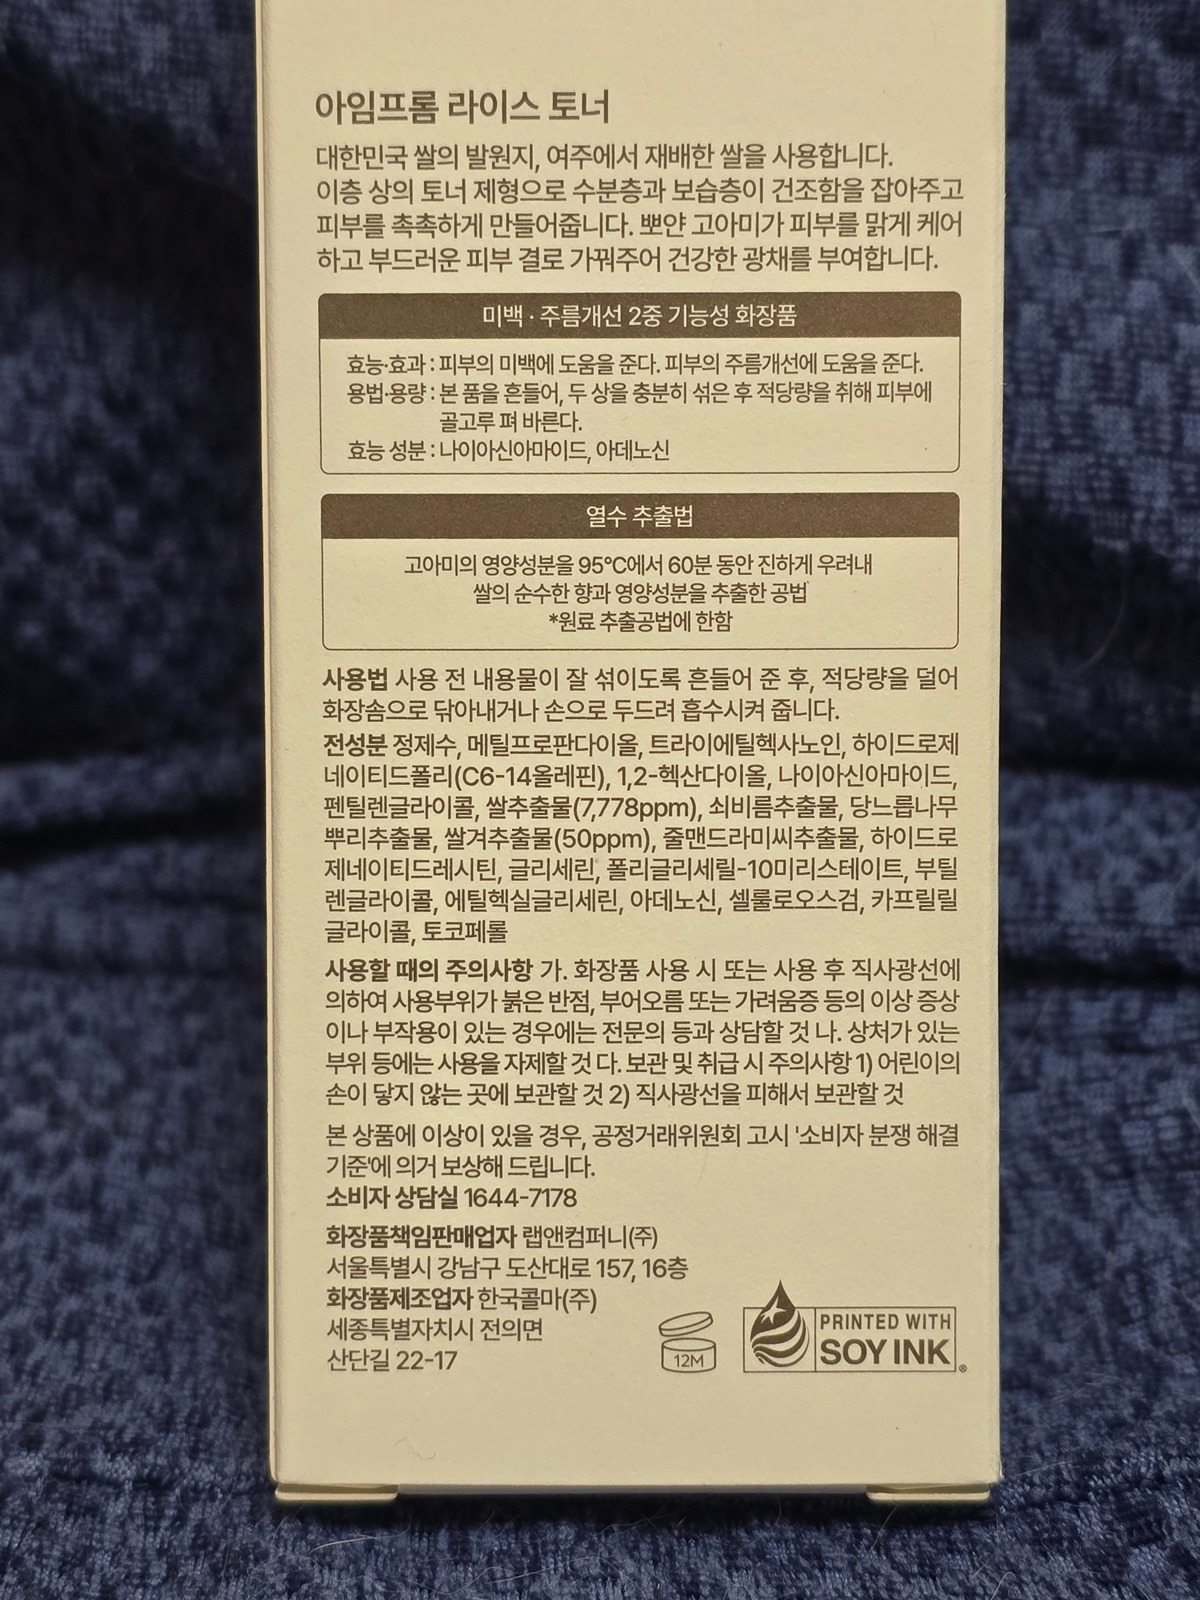 아임프롬 라이스 토너
대한민국 쌀의 발원지, 여주에서 재배한 쌀을 사용합니다.
이층 상의 토너 제형으로 수분층과 보습층이 건조함을 잡아주고
피부를 촉촉하게 만들어줍니다. 뽀얀 고아미가 피부를 맑게 케어
하고 부드러운 피부 결로 가꿔주어 건강한 광채를 부여합니다.
미백 · 주름개선 2중 기능성 화장품
효능·효과 : 피부의 미백에 도움을 준다. 피부의 주름개선에 도움을 준다.
용법·용량 : 본 품을 흔들어, 두 상을 충분히 섞은 후 적당량을 취해 피부에
골고루 펴 바른다.
효능 성분 : 나이아신아마이드, 아데노신
열수 추출법
고아미의 영양성분을 95°C에서 60분 동안 진하게 우려내
쌀의 순수한 향과 영양성분을 추출한 공법
*원료 추출공법에 한함
사용법 사용 전 내용물이 잘 섞이도록 흔들어 준 후, 적당량을 덜어
화장솜으로 닦아내거나 손으로 두드려 흡수시켜 줍니다.
전성분 정제수, 메틸프로판다이올, 트라이에틸헥사노인, 하이드로제
네이티드폴리(C6-14올레핀), 1,2-헥산다이올, 나이아신아마이드,
펜틸렌글라이콜, 쌀추출물(7,778ppm), 쇠비름추출물, 당느릅나무
뿌리추출물, 쌀겨추출물(50ppm), 줄맨드라미씨추출물, 하이드로
제네이티드레시틴, 글리세린, 폴리글리세릴-10미리스테이트, 부틸
렌글라이콜, 에틸헥실글리세린, 아데노신, 셀룰로오스검, 카프릴릴
글라이콜, 토코페롤
사용할 때의 주의사항 가. 화장품 사용 시 또는 사용 후 직사광선에
의하여 사용부위가 붉은 반점, 부어오름 또는 가려움증 등의 이상 증상
이나 부작용이 있는 경우에는 전문의 등과 상담할 것 나. 상처가 있는
부위 등에는 사용을 자제할 것 다. 보관 및 취급 시 주의사항 1) 어린이의
손이 닿지 않는 곳에 보관할 것 2) 직사광선을 피해서 보관할 것
본 상품에 이상이 있을 경우, 공정거래위원회 고시 '소비자 분쟁 해결
기준'에 의거 보상해 드립니다.
소비자 상담실 1644-7178
화장품책임판매업자 랩앤컴퍼니(주)
서울특별시 강남구 도산대로 157, 16층
화장품제조업자 한국콜마(주)
세종특별자치시 전의면
산단길 22-17
12M
PRINTED WITH
SOY INK®